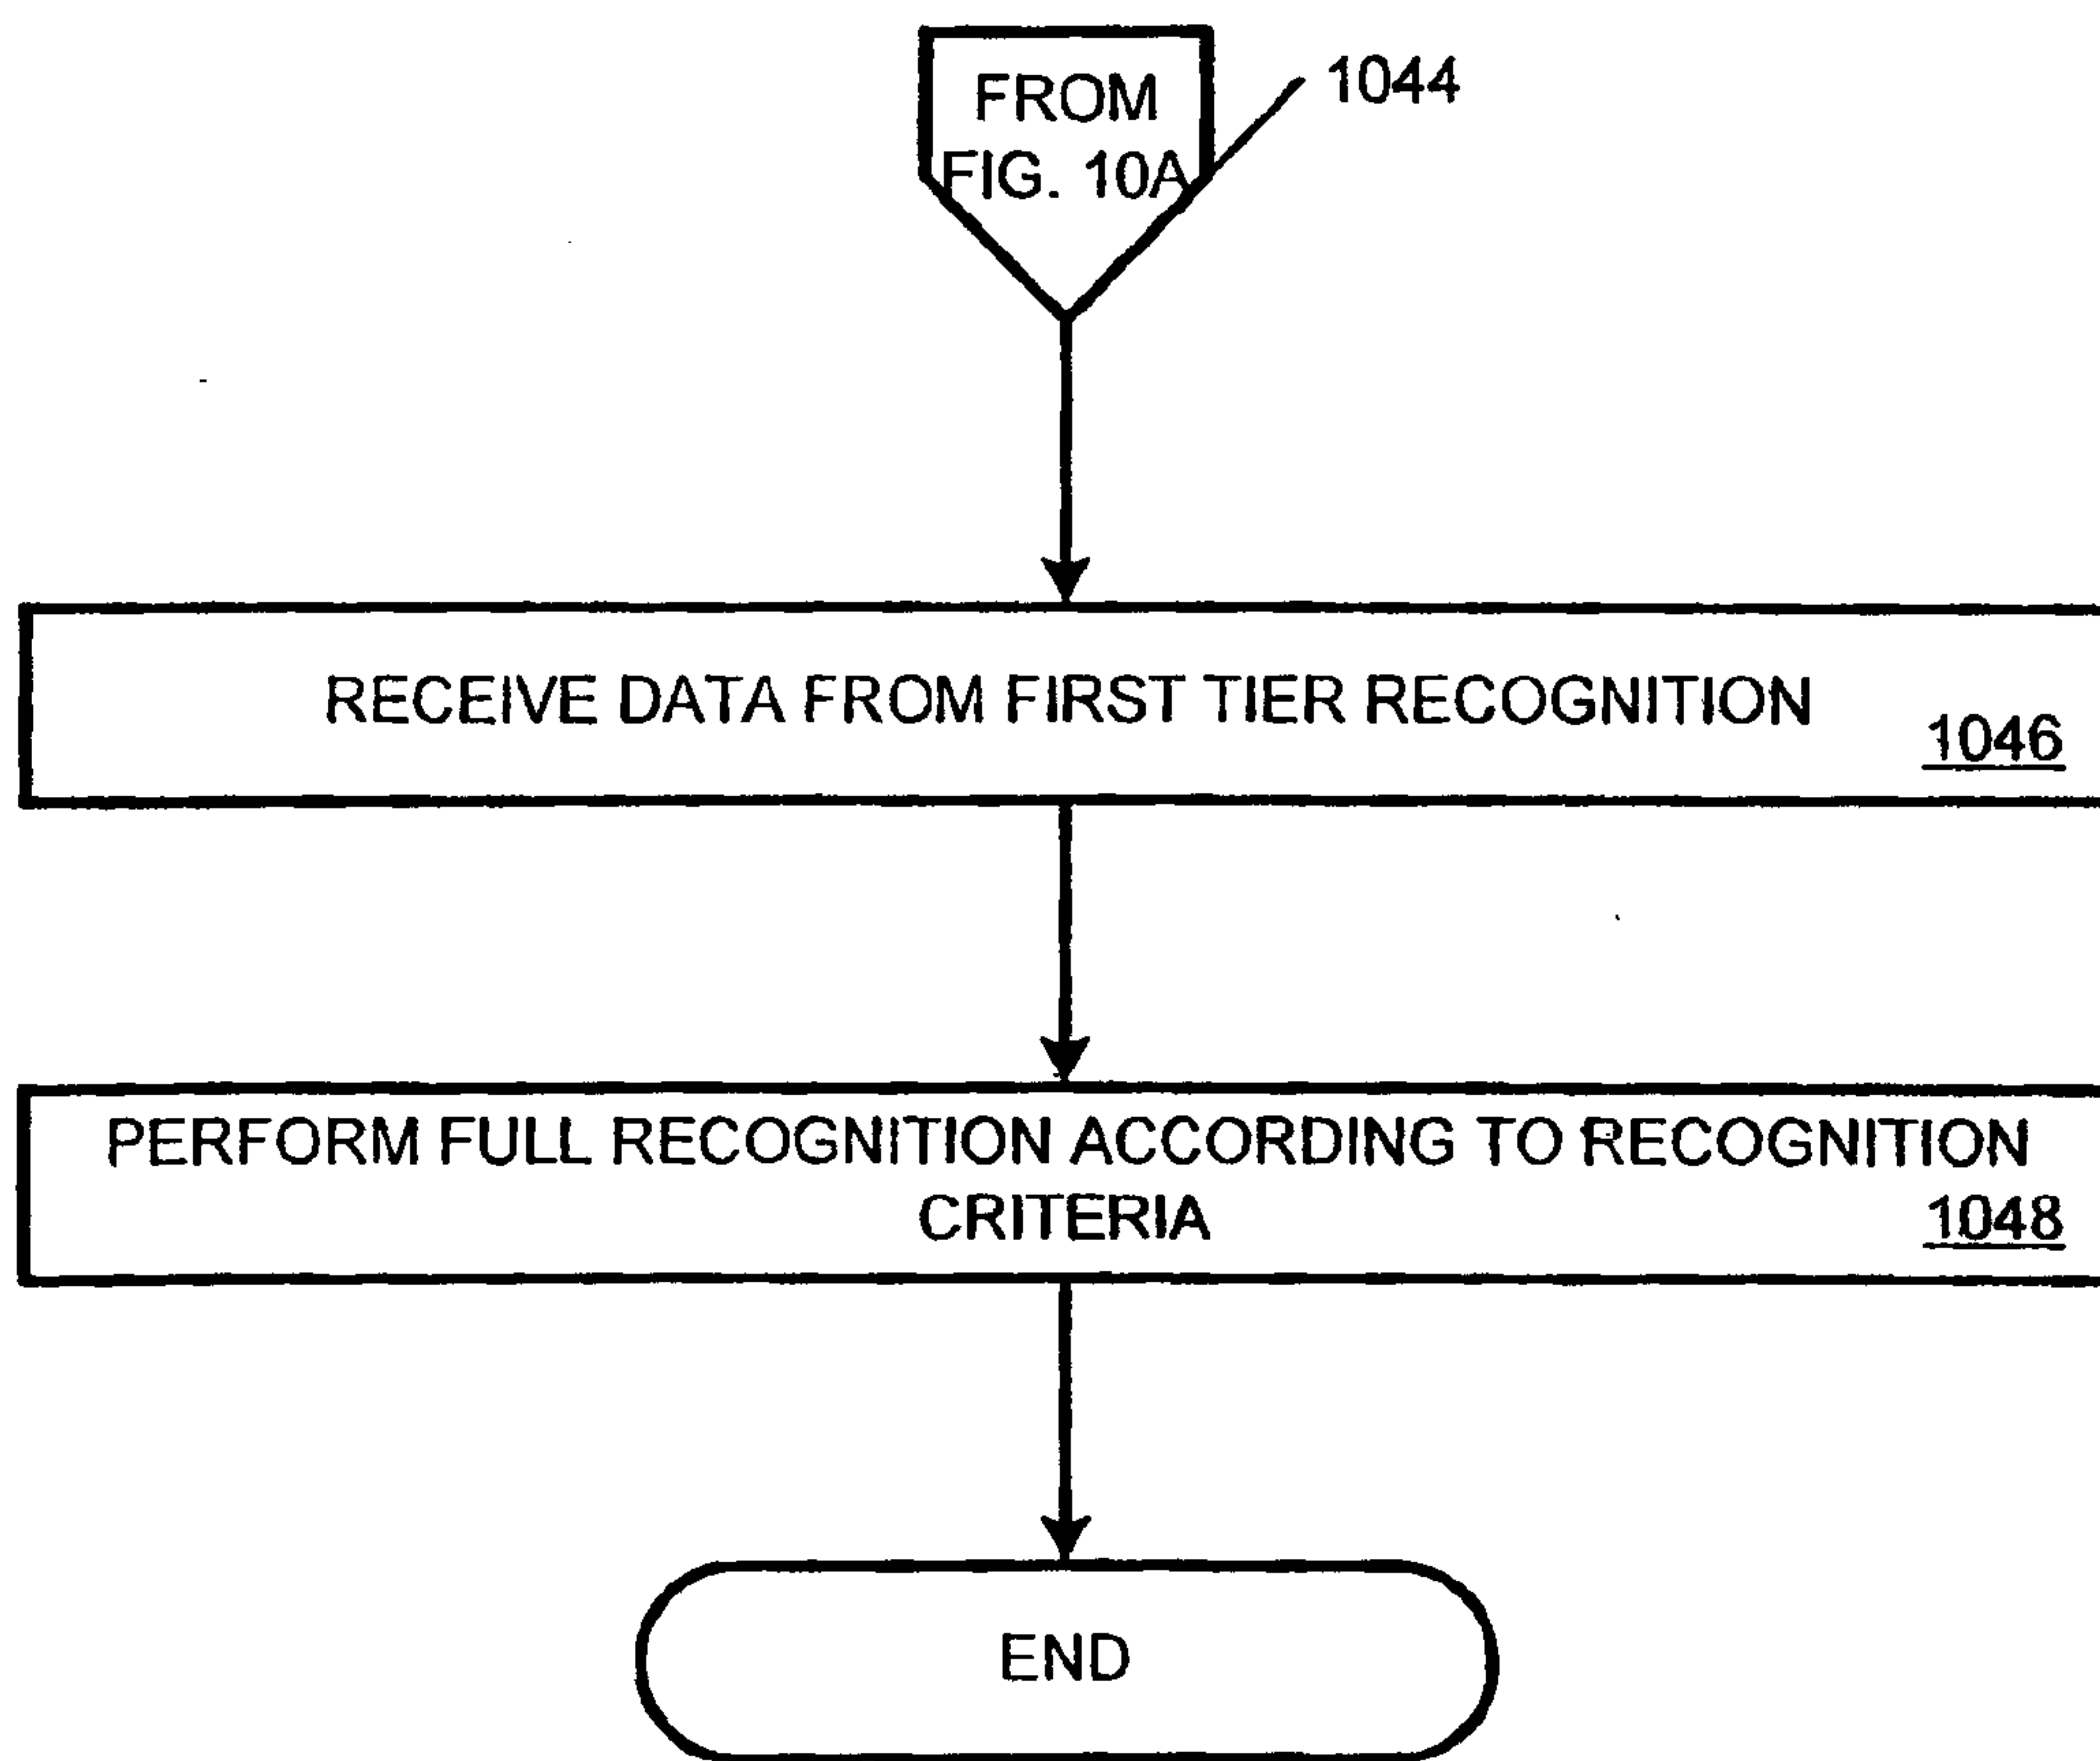 FROM
FIG. 10A
1044
RECEIVE DATA FROM FIRST TIER RECOGNITION
1046
PERFORM FULL RECOGNITION ACCORDING TO RECOGNITION
CRITERIA
1048
END